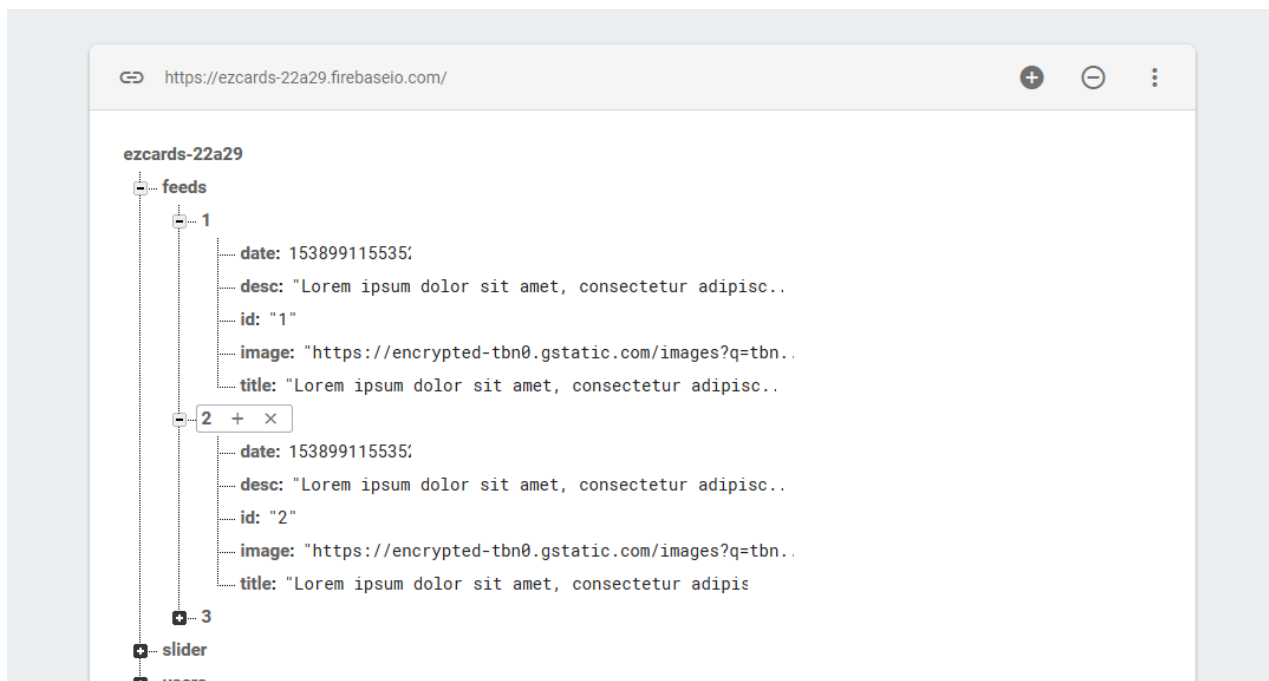 https://ezcards-22a29.firebaseio.com/
ezcards-22a29
feeds
1
date: 1538991155352
desc: "Lorem ipsum dolor sit amet, consectetur adipisc..
id: "1"
image: "https://encrypted-tbn0.gstatic.com/images?q=tbn..
title: "Lorem ipsum dolor sit amet, consectetur adipisc..
2 + ×
date: 1538991155352
desc: "Lorem ipsum dolor sit amet, consectetur adipisc..
id: "2"
image: "https://encrypted-tbn0.gstatic.com/images?q=tbn..
title: "Lorem ipsum dolor sit amet, consectetur adipis
3
slider
users